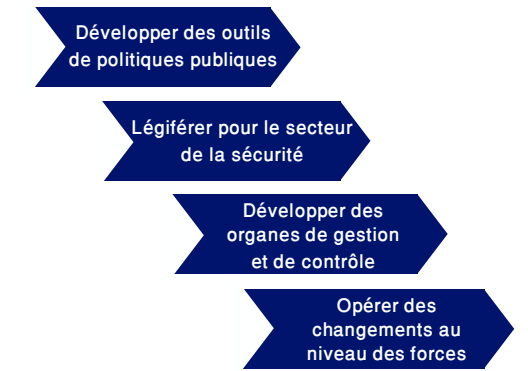 Développer des outils
de politiques publiques
Légiférer pour le secteur
de la sécurité
Développer des
organes de gestion
et de contrôle
Opérer des
changements au
niveau des forces